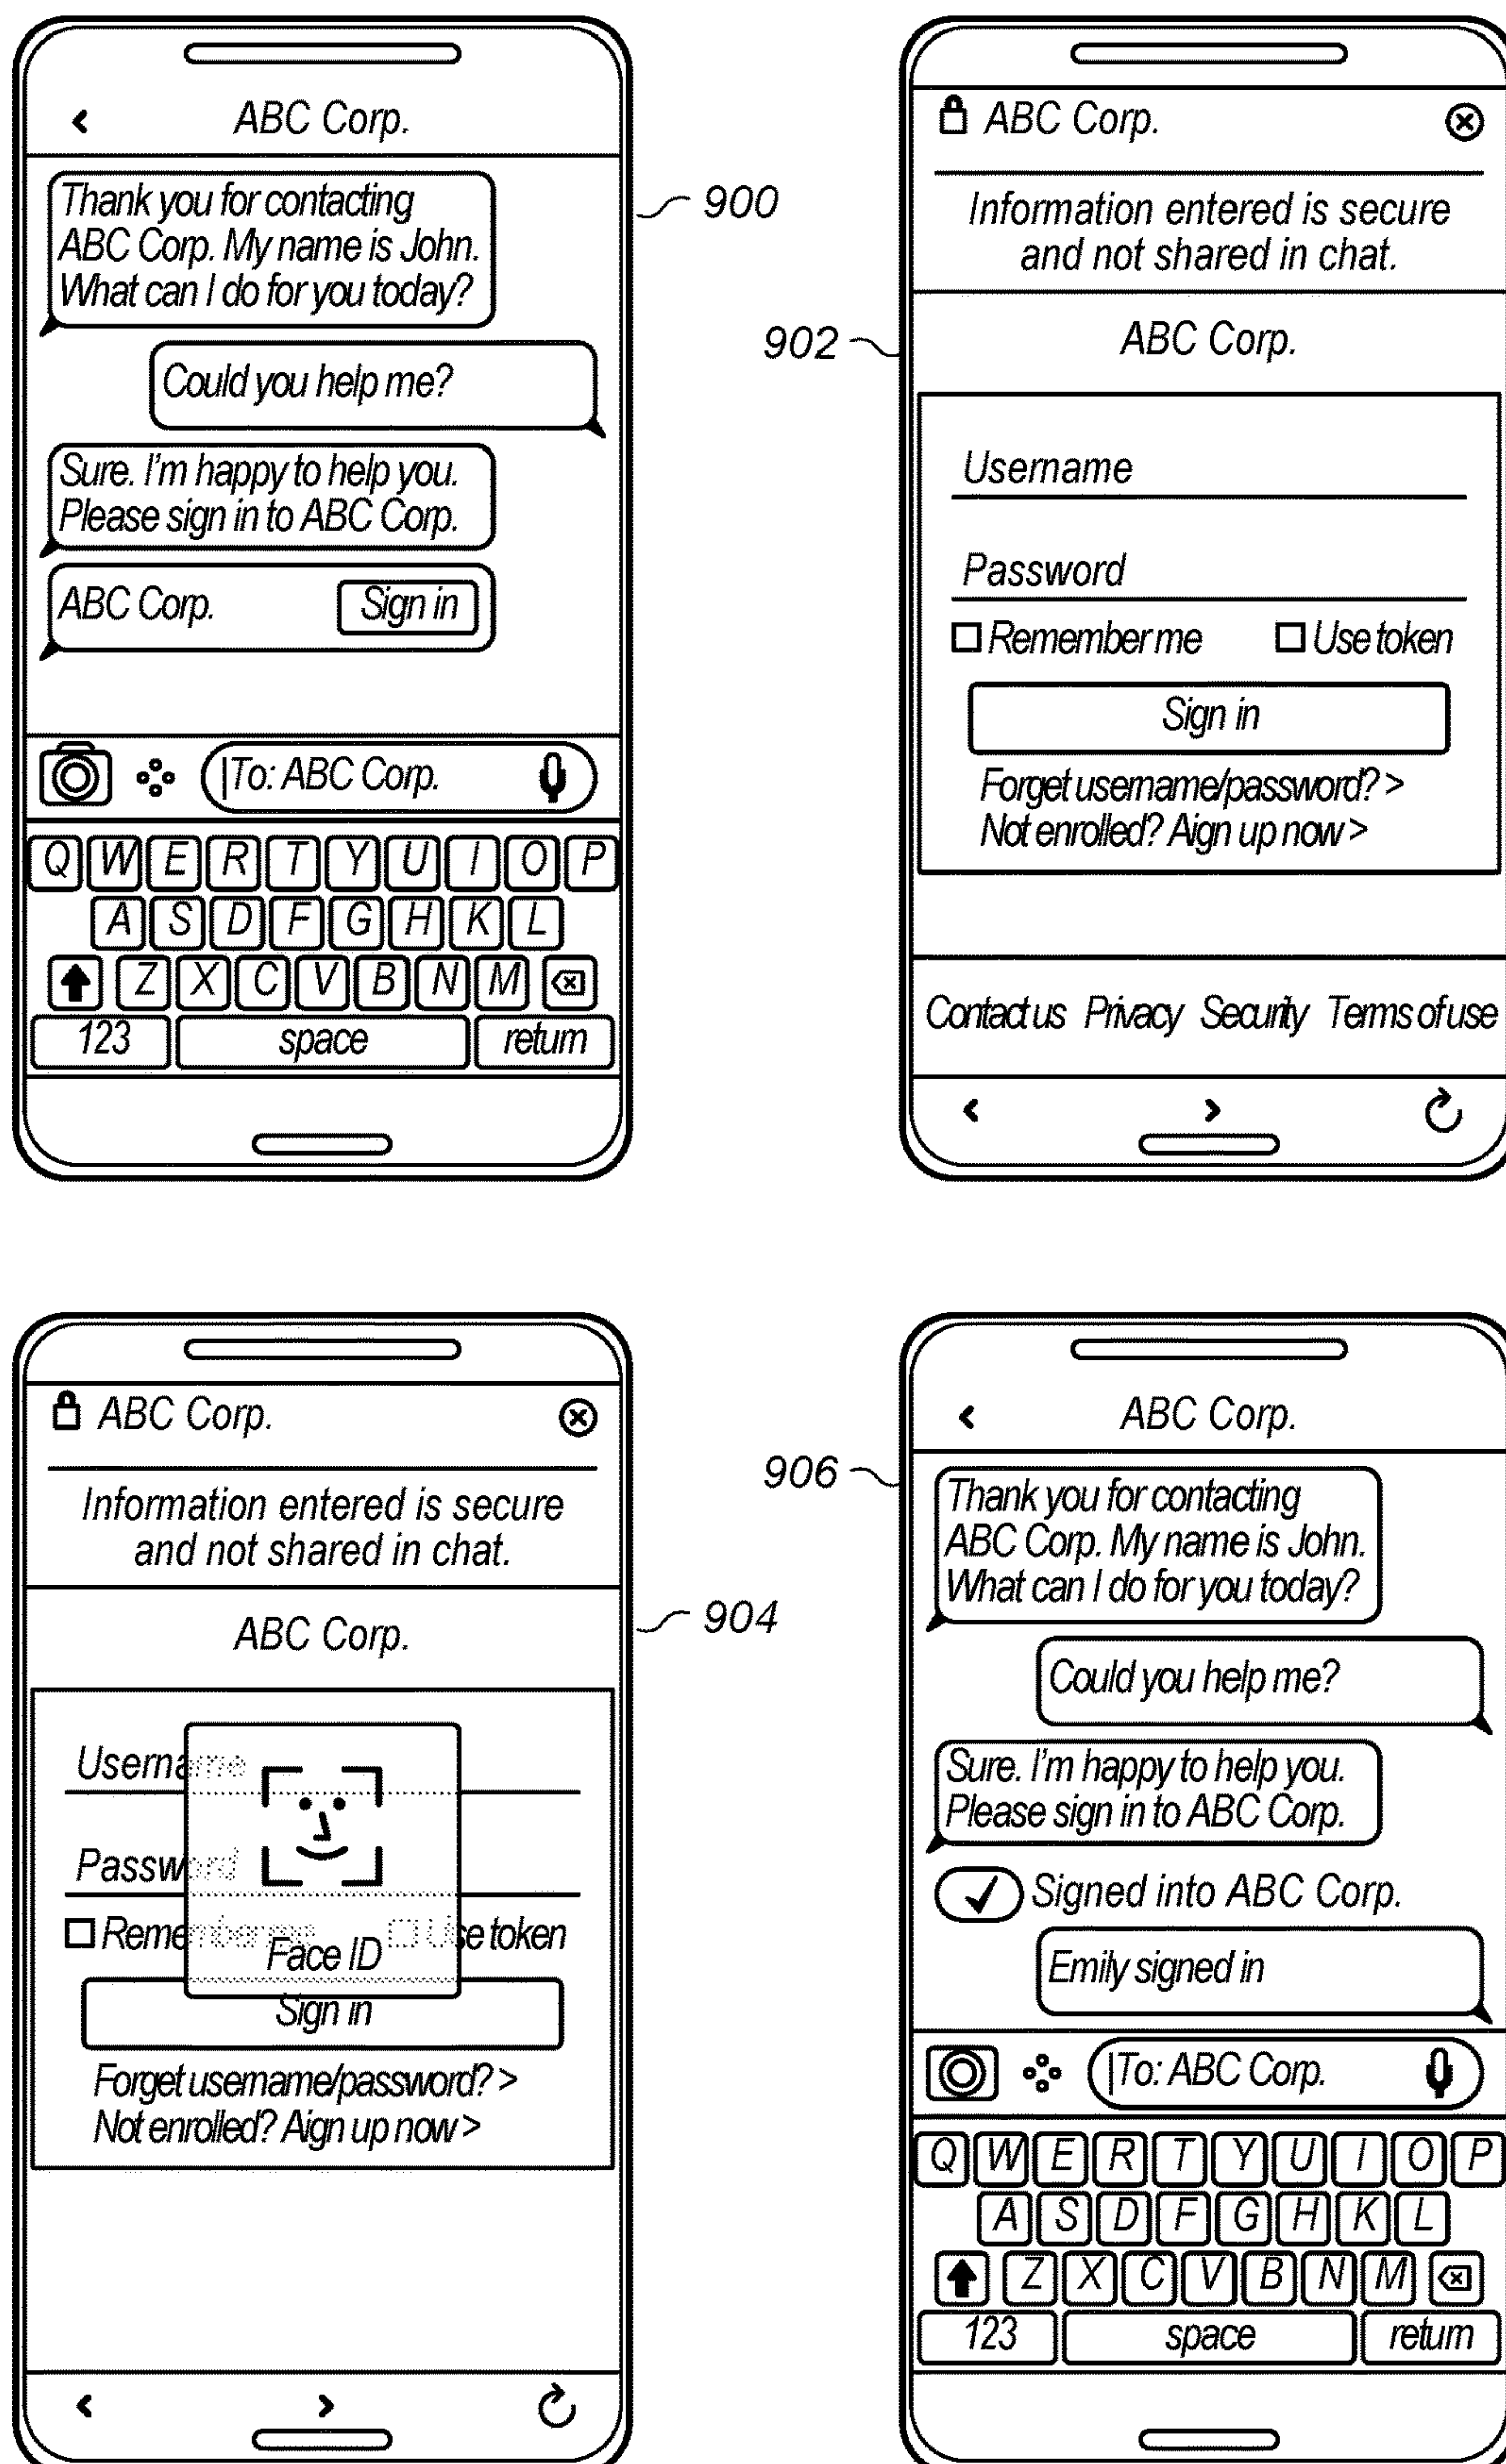 ABC Corp.
Thank you for contacting
ABC Corp. My name is John.
What can I do for you today?
Could you help me?
Sure. I'm happy to help you.
Please sign in to ABC Corp.
ABC Corp. Sign in
To: ABC Corp.
Q W E R T Y U I O P
A S D F G H K L
Z X C V B N M
123 space return
900
ABC Corp.
Information entered is secure
and not shared in chat.
ABC Corp.
Username
Password
Remember me Use token
Sign in
Forget username/password? >
Not enrolled? Aign up now >
Contact us Privacy Security Terms of use
902
ABC Corp.
Information entered is secure
and not shared in chat.
ABC Corp.
Username
Password
Remember me Use token
Face ID
Sign in
Forget username/password? >
Not enrolled? Aign up now >
904
ABC Corp.
Thank you for contacting
ABC Corp. My name is John.
What can I do for you today?
Could you help me?
Sure. I'm happy to help you.
Please sign in to ABC Corp.
Signed into ABC Corp.
Emily signed in
To: ABC Corp.
Q W E R T Y U I O P
A S D F G H K L
Z X C V B N M
123 space return
906